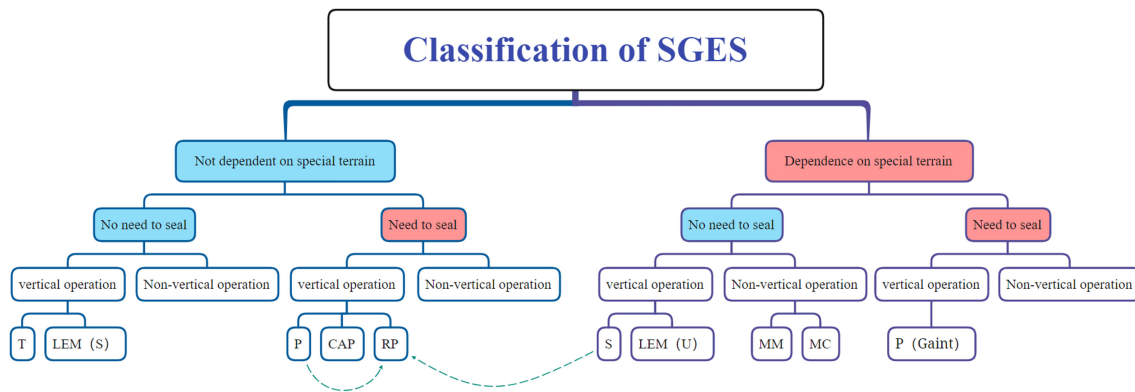 Classification of SGES
Not dependent on special terrain
Dependence on special terrain
No need to seal
Need to seal
No need to seal
Need to seal
vertical operation
Non-vertical operation
vertical operation
Non-vertical operation
vertical operation
Non-vertical operation
vertical operation
Non-vertical operation
T
LEM (S)
P
CAP
RP
S
LEM (U)
MM
MC
P (Gaint)